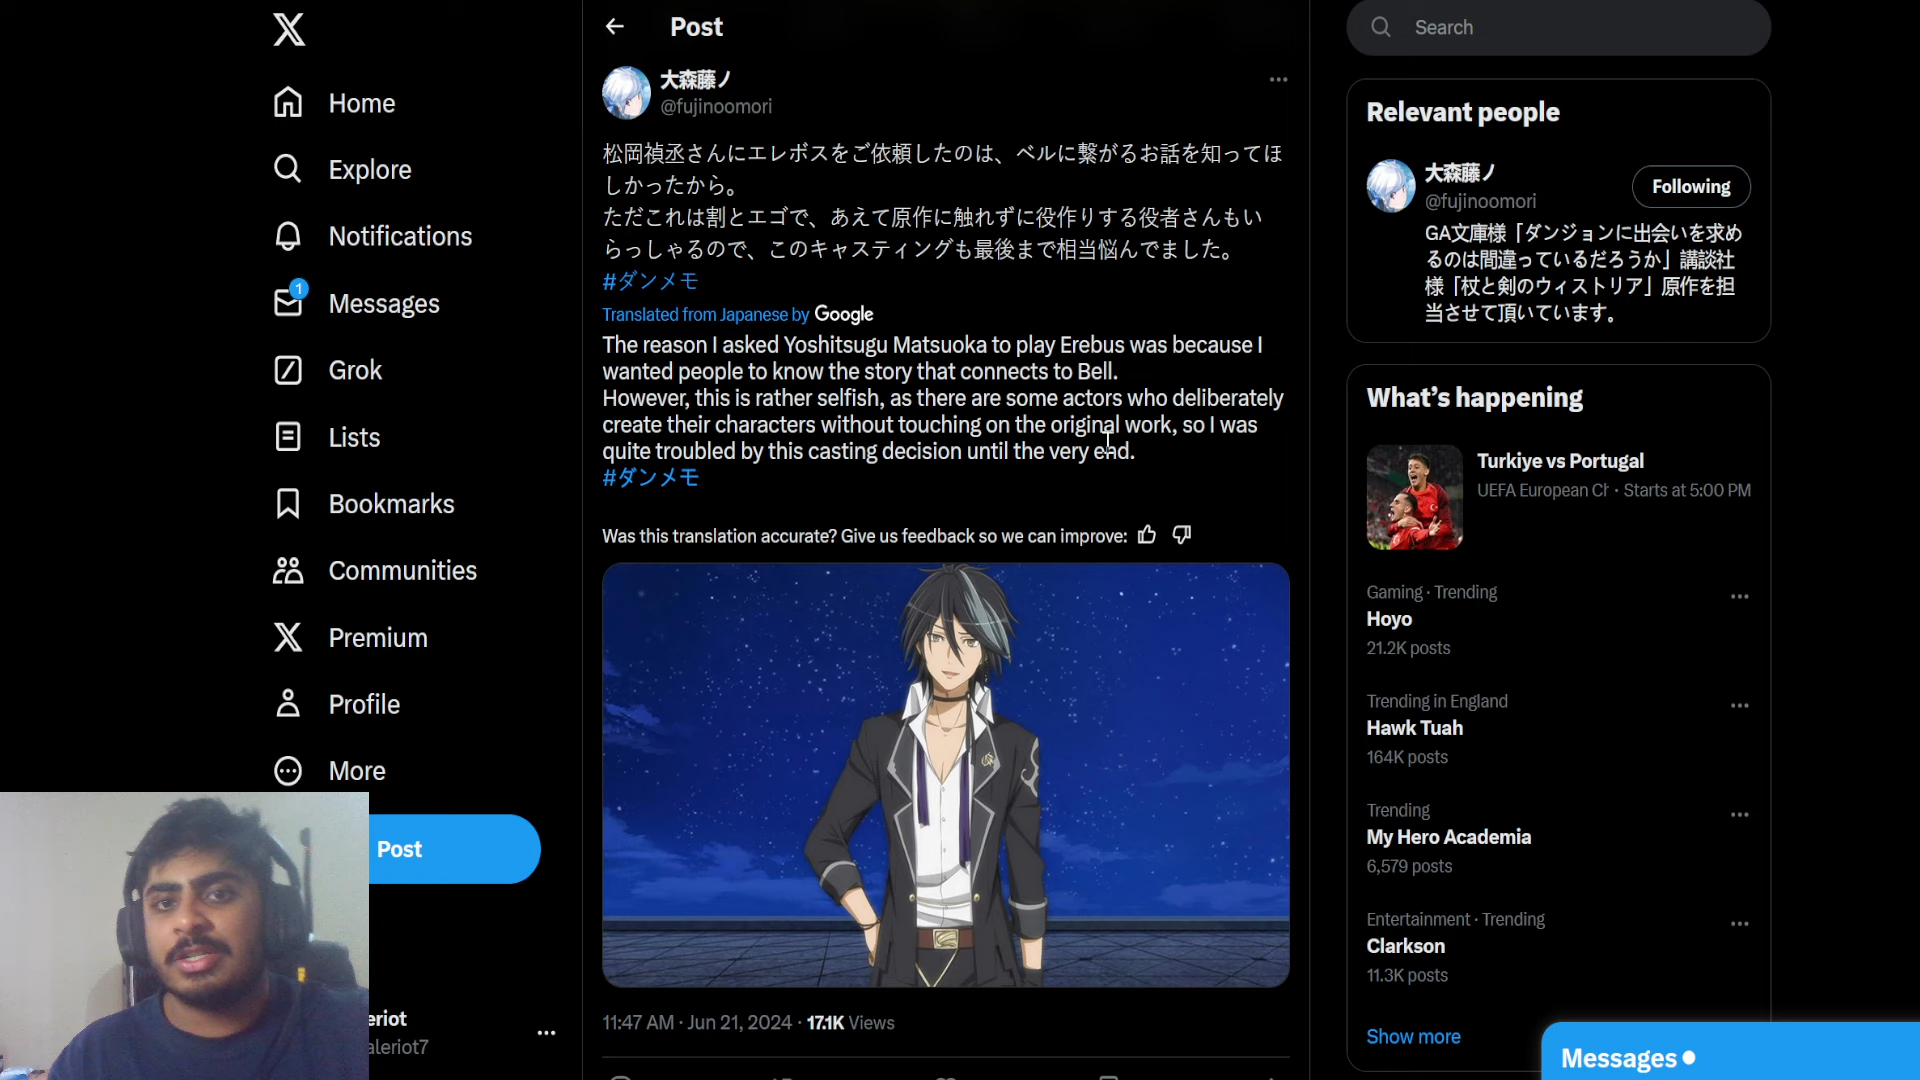 Home
Explore
Notifications
1
Messages
Grok
Lists
Bookmarks
Communities
Premium
Profile
More
Post
eriot
aleriot7
Post
大森藤ノ
@fujinoomori
松岡禎丞さんにエレボスをご依頼したのは、ベルに繋がるお話を知ってほ
しかったから。
ただこれは割とエゴで、あえて原作に触れずに役作りする役者さんもい
らっしゃるので、このキャスティングも最後まで相当悩んでました。
#ダンメモ
Translated from Japanese by Google
The reason I asked Yoshitsugu Matsuoka to play Erebus was because I
wanted people to know the story that connects to Bell.
However, this is rather selfish, as there are some actors who deliberately
create their characters without touching on the original work, so I was
quite troubled by this casting decision until the very end.
#ダンメモ
Was this translation accurate? Give us feedback so we can improve:
11:47 AM · Jun 21, 2024 · 17.1K Views
Search
Relevant people
大森藤ノ
@fujinoomori
Following
GA文庫様「ダンジョンに出会いを求め
るのは間違っているだろうか」講談社
様「杖と剣のウィストリア」原作を担
当させて頂いています。
What's happening
Turkiye vs Portugal
UEFA European Ch · Starts at 5:00 PM
Gaming · Trending
Hoyo
21.2K posts
Trending in England
Hawk Tuah
164K posts
Trending
My Hero Academia
6,579 posts
Entertainment · Trending
Clarkson
11.3K posts
Show more
Messages